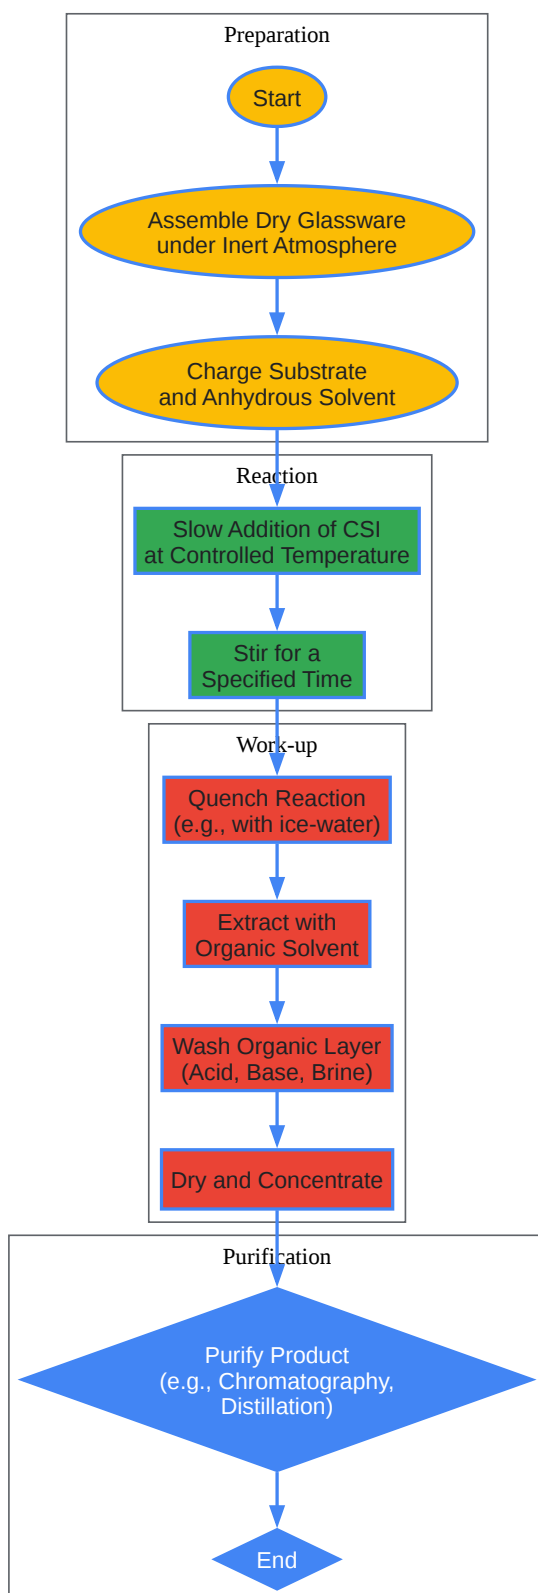 Preparation
Start
Assemble Dry Glassware
under Inert Atmosphere
Charge Substrate
and Anhydrous Solvent
Reaction
Slow Addition of CSI
at Controlled Temperature
Stir for a
Specified Time
Work-up
Quench Reaction
(e.g., with ice-water)
Extract with
Organic Solvent
Wash Organic Layer
(Acid, Base, Brine)
Dry and Concentrate
Purification
Purify Product
(e.g., Chromatography,
Distillation)
End